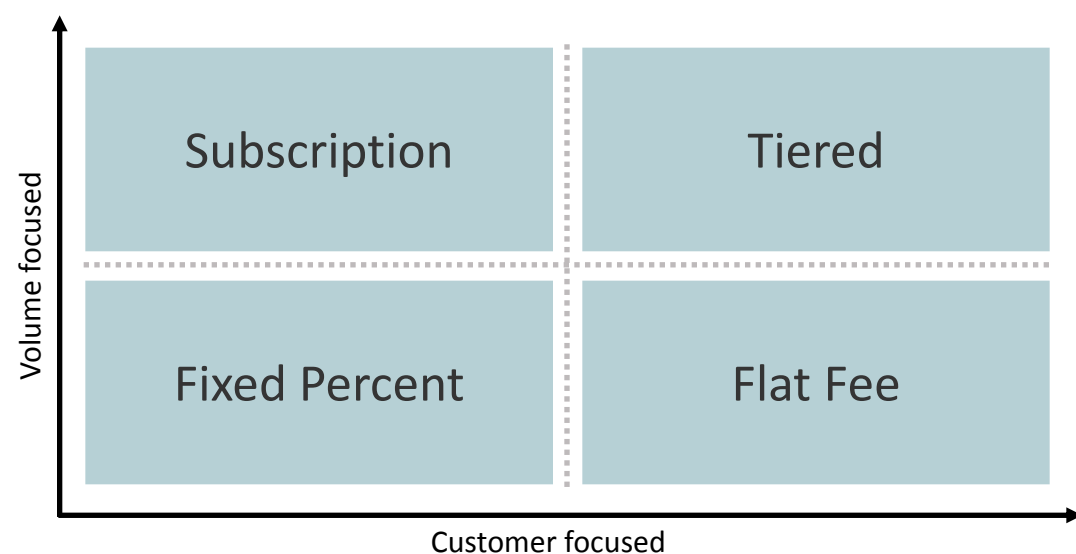 Volume focused
Subscription
Tiered
Fixed Percent
Flat Fee
Customer focused